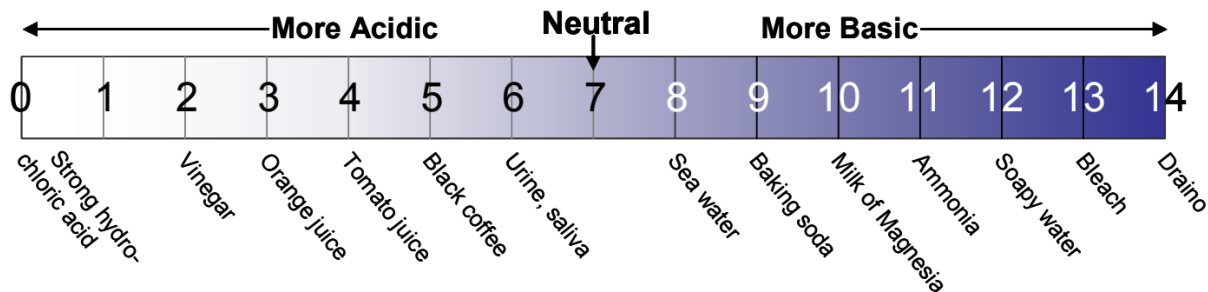 More Acidic Neutral More Basic
0 1 2 3 4 5 6 7 8 9 10 11 12 13 14
Strong hydro-
chloric acid
Vinegar
Orange juice
Tomato juice
Black coffee
Urine, saliva
Sea water
Baking soda
Milk of Magnesia
Ammonia
Soapy water
Bleach
Draino